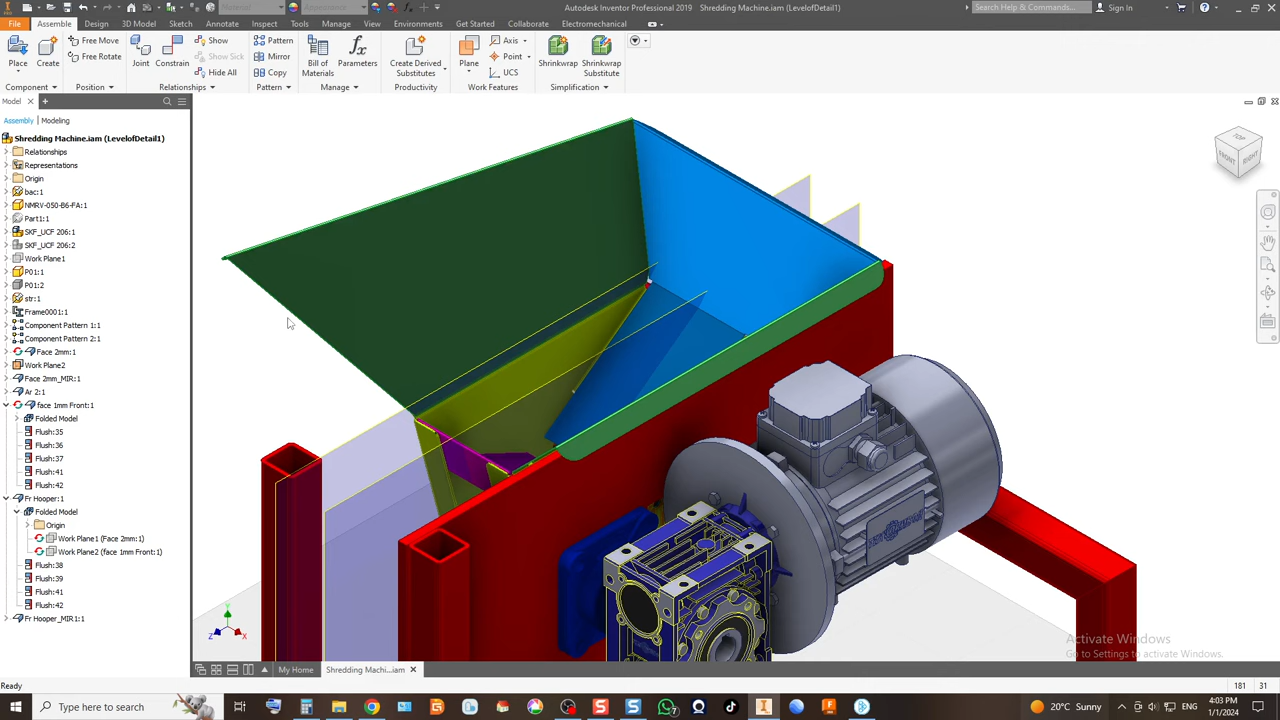 Material
Appearance
Autodesk Inventor Professional 2019   Shredding Machine.iam (LevelofDetail1)
Search Help & Commands...
Sign In
File
Assemble
Design
3D Model
Sketch
Annotate
Inspect
Tools
Manage
View
Environments
Get Started
Collaborate
Electromechanical
Place
Create
Free Move
Free Rotate
Joint
Constrain
Show
Show Sick
Hide All
Pattern
Mirror
Copy
Bill of
Materials
Parameters
Create Derived
Substitutes
Plane
Axis
Point
UCS
Shrinkwrap
Shrinkwrap
Substitute
Component
Position
Relationships
Pattern
Manage
Productivity
Work Features
Simplification
Model
Assembly
Modeling
Shredding Machine.iam (LevelofDetail1)
Relationships
Representations
Origin
bac:1
NMRV-050-B6-FA:1
Part1:1
SKF_UCF 206:1
SKF_UCF 206:2
Work Plane1
P01:1
P01:2
str:1
Frame0001:1
Component Pattern 1:1
Component Pattern 2:1
Face 2mm:1
Work Plane2
Face 2mm_MIR:1
Ar 2:1
face 1mm Front:1
Folded Model
Flush:35
Flush:36
Flush:37
Flush:41
Flush:42
Fr Hooper:1
Folded Model
Origin
Work Plane1 (Face 2mm:1)
Work Plane2 (face 1mm Front:1)
Flush:38
Flush:39
Flush:41
Flush:42
Fr Hooper_MIR1:1
TOP
FRONT
RIGHT
Y
Z
X
Activate Windows
Go to Settings to activate Windows.
My Home
Shredding Machi...iam
Ready
181
31
Type here to search
20°C Sunny
ENG
4:03 PM
1/1/2024